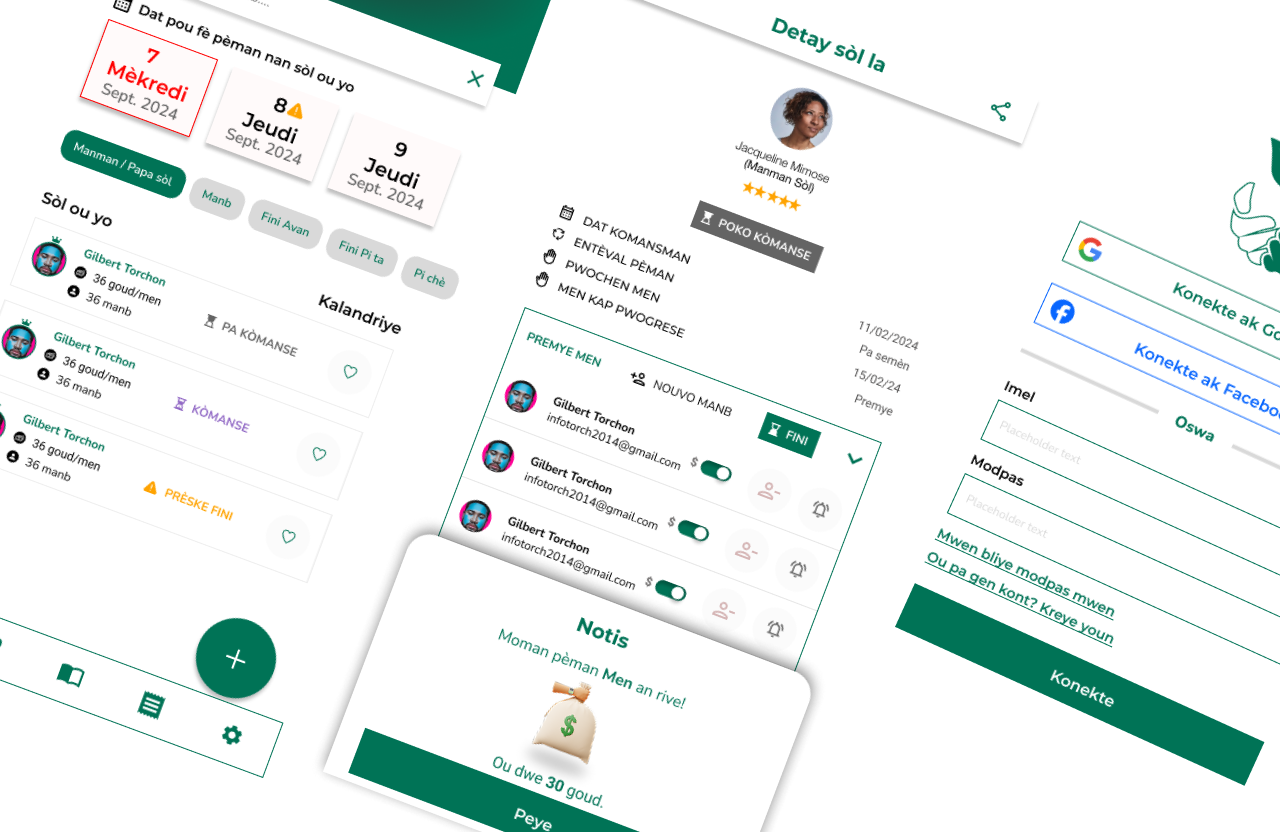 Dat pou fè pèman nan sòl ou yo
7
Mèkredi
Sept. 2024
8
Jeudi
Sept. 2024
9
Jeudi
Sept. 2024
Manman / Papa sòl
Manb
Fini Avan
Fini Pi ta
Pi chè
Sòl ou yo
Kalandriye
Gilbert Torchon
36 goud/men
36 manb
PA KÒMANSE
Gilbert Torchon
36 goud/men
36 manb
KÒMANSE
Gilbert Torchon
36 goud/men
36 manb
PRÈSKE FINI
Detay sòl la
Jacqueline Mimose
(Manman Sòl)
POKO KÒMANSE
DAT KOMANSMAN
ENTÈVAL PÈMAN
PWOCHEN MEN
MEN KAP PWOGRESE
11/02/2024
Pa semèn
15/02/24
Premye
PREMYE MEN
NOUVO MANB
FINI
Gilbert Torchon
infotorch2014@gmail.com
$
Gilbert Torchon
infotorch2014@gmail.com
$
Gilbert Torchon
infotorch2014@gmail.com
$
Notis
Moman pèman Men an rive!
$
Ou dwe 30 goud.
Peye
Konekte ak Go
Konekte ak Facebo
Oswa
Imel
Placeholder text
Modpas
Placeholder text
Mwen bliye modpas mwen
Ou pa gen kont? Kreye youn
Konekte